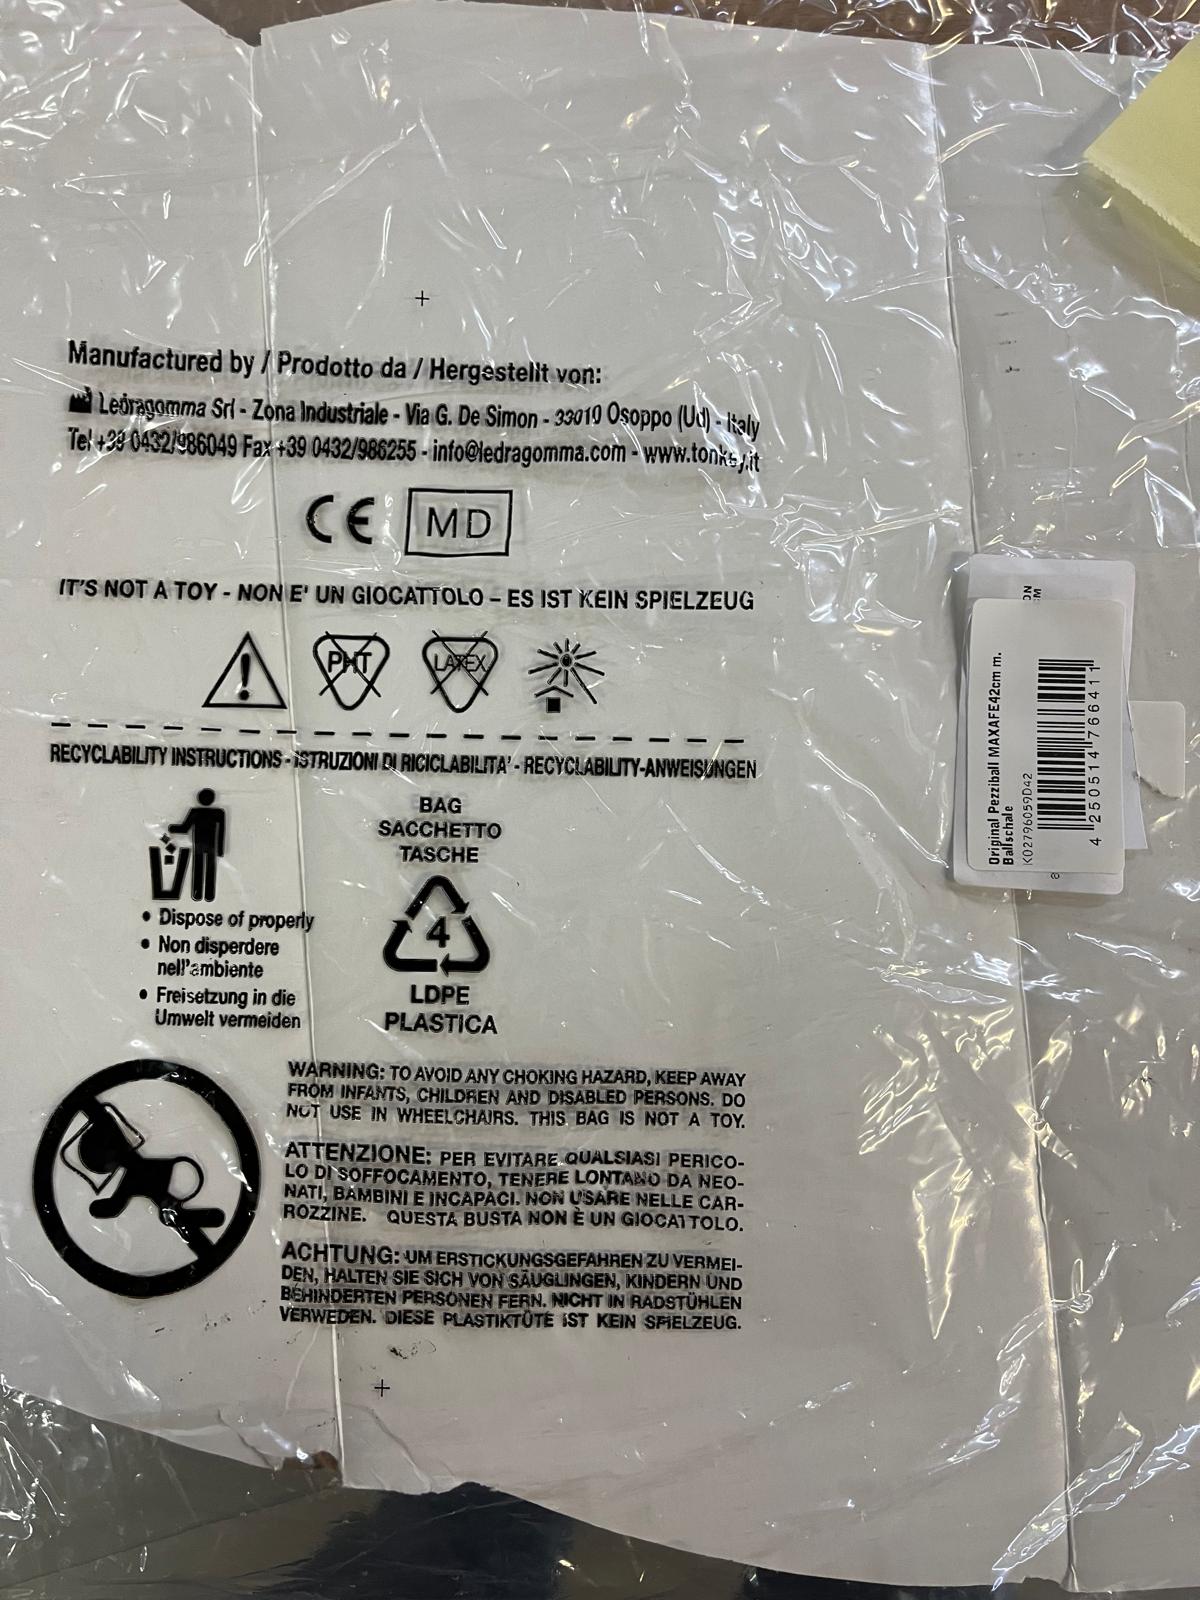 Manufactured by / Prodotto da / Hergestellt von:
Ledragomma Srl - Zona Industriale - Via G. De Simon - 33010 Osoppo (Ud) - Italy
Tel +39 0432/986049 Fax +39 0432/986255 - info@ledragomma.com - www.tonkey.it
CE MD
IT'S NOT A TOY - NON E' UN GIOCATTOLO – ES IST KEIN SPIELZEUG
PHT LATEX
RECYCLABILITY INSTRUCTIONS - ISTRUZIONI DI RICICLABILITA' - RECYCLABILITY-ANWEISUNGEN
BAG
SACCHETTO
TASCHE
4
LDPE
PLASTICA
• Dispose of properly
• Non disperdere
nell'ambiente
• Freisetzung in die
Umwelt vermeiden
WARNING: TO AVOID ANY CHOKING HAZARD, KEEP AWAY
FROM INFANTS, CHILDREN AND DISABLED PERSONS. DO
NOT USE IN WHEELCHAIRS. THIS BAG IS NOT A TOY.
ATTENZIONE: PER EVITARE QUALSIASI PERICO-
LO DI SOFFOCAMENTO, TENERE LONTANO DA NEO-
NATI, BAMBINI E INCAPACI. NON USARE NELLE CAR-
ROZZINE. QUESTA BUSTA NON È UN GIOCATTOLO.
ACHTUNG: UM ERSTICKUNGSGEFAHREN ZU VERMEI-
DEN, HALTEN SIE SICH VON SÄUGLINGEN, KINDERN UND
BEHINDERTEN PERSONEN FERN. NICHT IN RADSTÜHLEN
VERWEDEN. DIESE PLASTIKTÜTE IST KEIN SPIELZEUG.
Original Pezziball MAXAFE42cm m.
Ballschale
K02796059D42
4 250514 766411